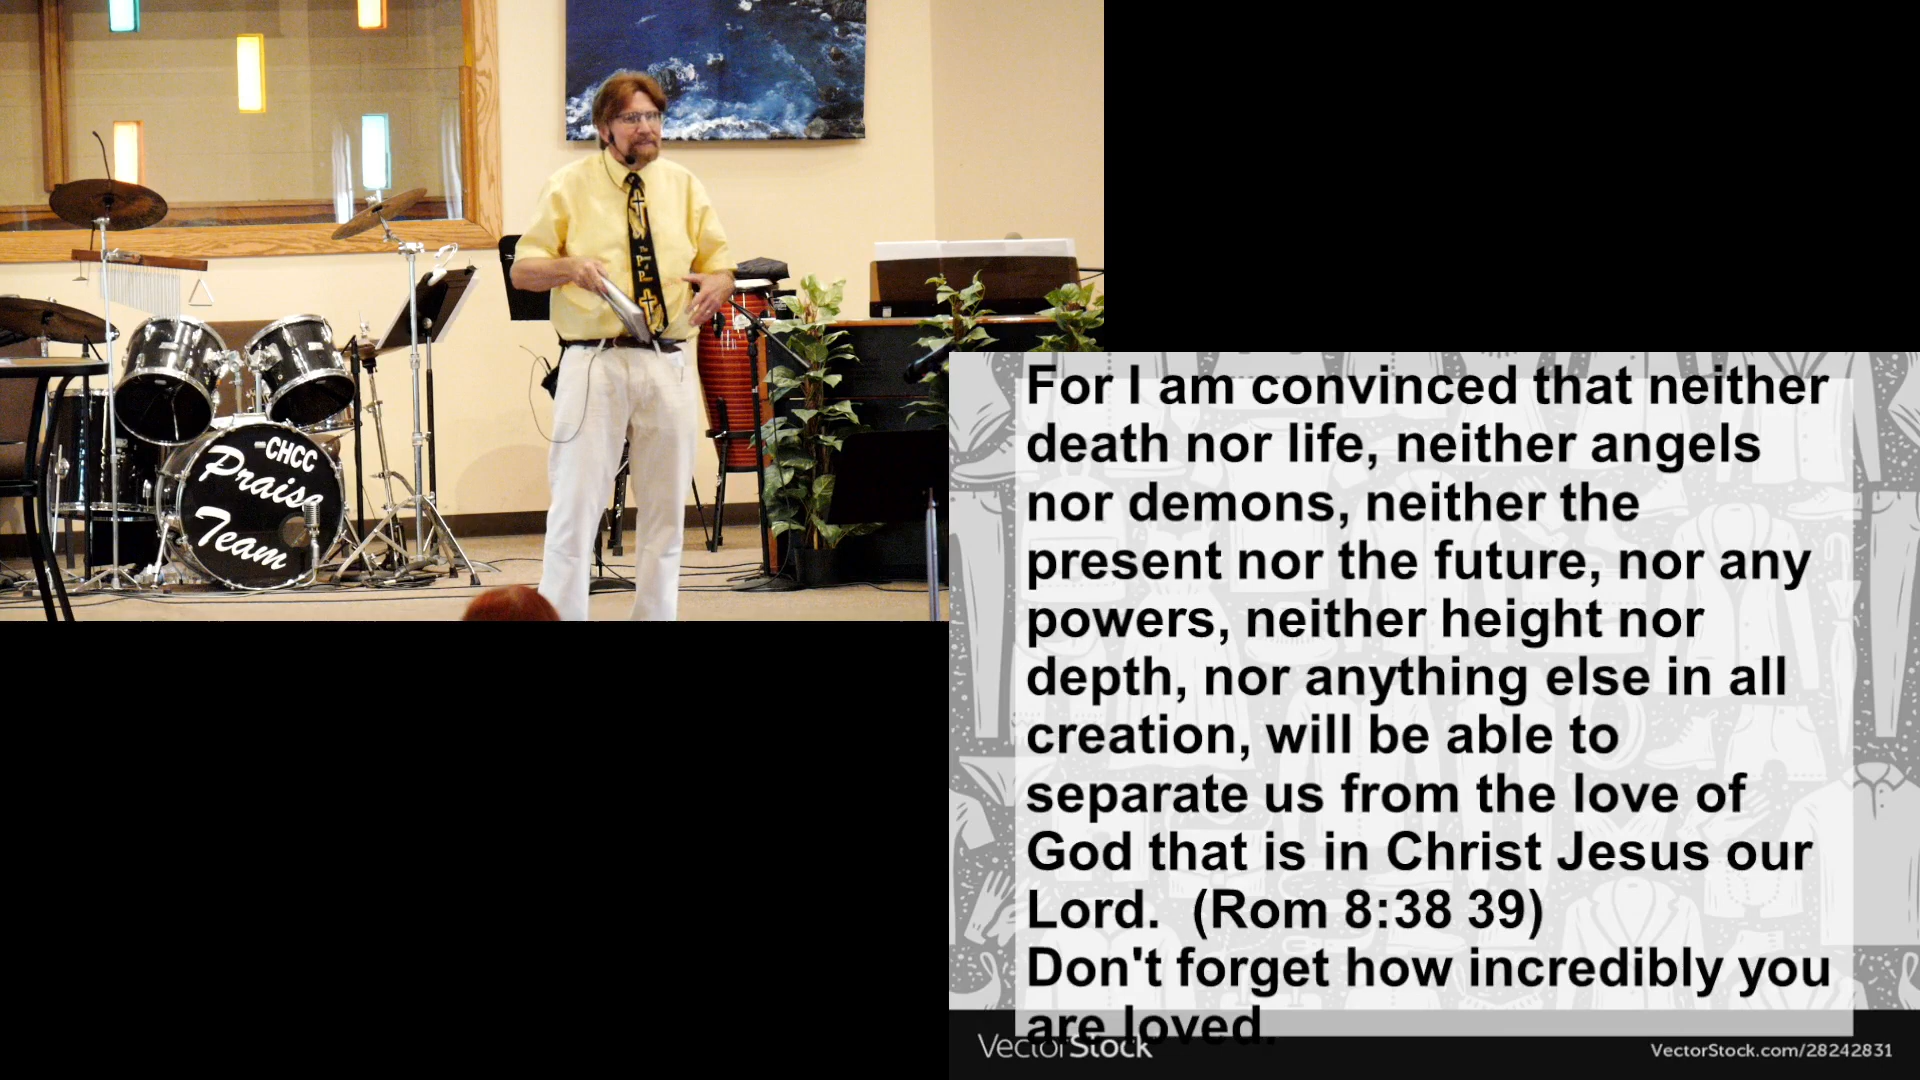 -CHCC
Praise
Team
The
Power
of
For I am convinced that neither
death nor life, neither angels
nor demons, neither the
present nor the future, nor any
powers, neither height nor
depth, nor anything else in all
creation, will be able to
separate us from the love of
God that is in Christ Jesus our
Lord.  (Rom 8:38 39)
Don't forget how incredibly you
are loved.
VectorStock
VectorStock.com/28242831